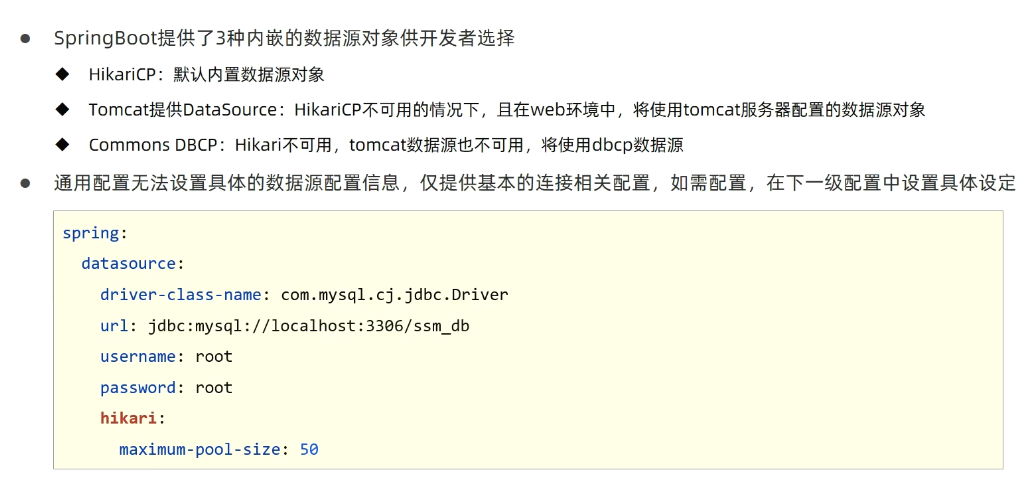 ● SpringBoot提供了3种内嵌的数据源对象供开发者选择
◆ HikariCP：默认内置数据源对象
◆ Tomcat提供DataSource：HikariCP不可用的情况下，且在web环境中，将使用tomcat服务器配置的数据源对象
◆ Commons DBCP：Hikari不可用，tomcat数据源也不可用，将使用dbcp数据源
● 通用配置无法设置具体的数据源配置信息，仅提供基本的连接相关配置，如需配置，在下一级配置中设置具体设定
spring:
  datasource:
    driver-class-name: com.mysql.cj.jdbc.Driver
    url: jdbc:mysql://localhost:3306/ssm_db
    username: root
    password: root
    hikari:
      maximum-pool-size: 50